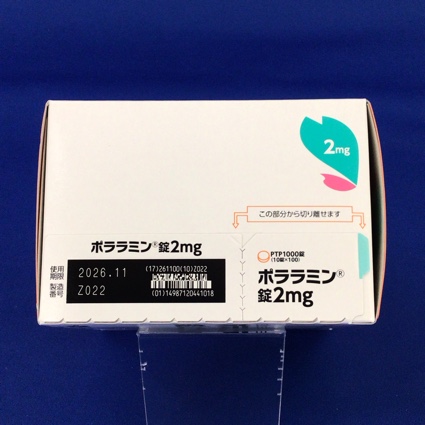 2mg
この部分から切り離せます
ポララミン®錠2mg
PTP1000錠
(10錠×100)
使用
期限
2026.11
(17)261100(10)Z022
製造
番号
Z022
(01)14987120441018
ポララミン®
錠2mg